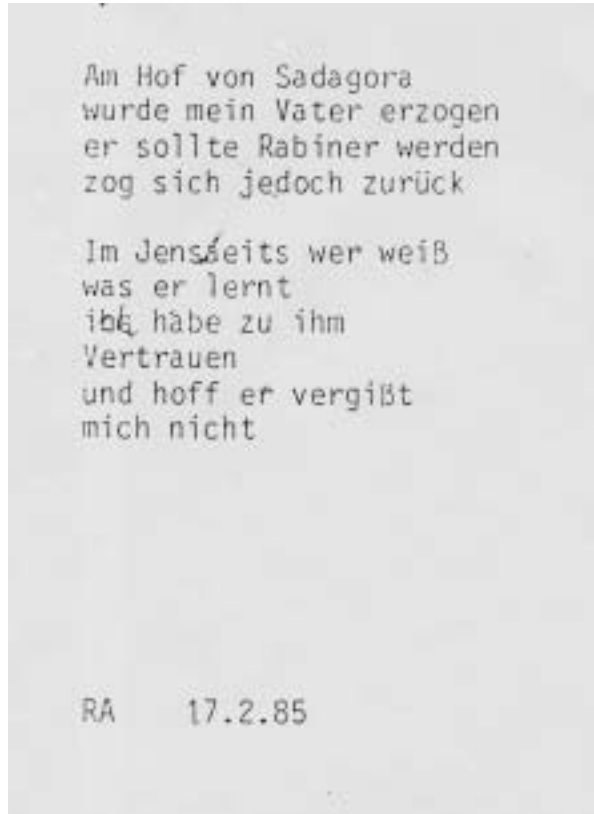 Am Hof von Sadagora
wurde mein Vater erzogen
er sollte Rabiner werden
zog sich jedoch zurück
Im Jenseits wer weiß
was er lernt
ich habe zu ihm
Vertrauen
und hoff er vergißt
mich nicht
RA 17.2.85